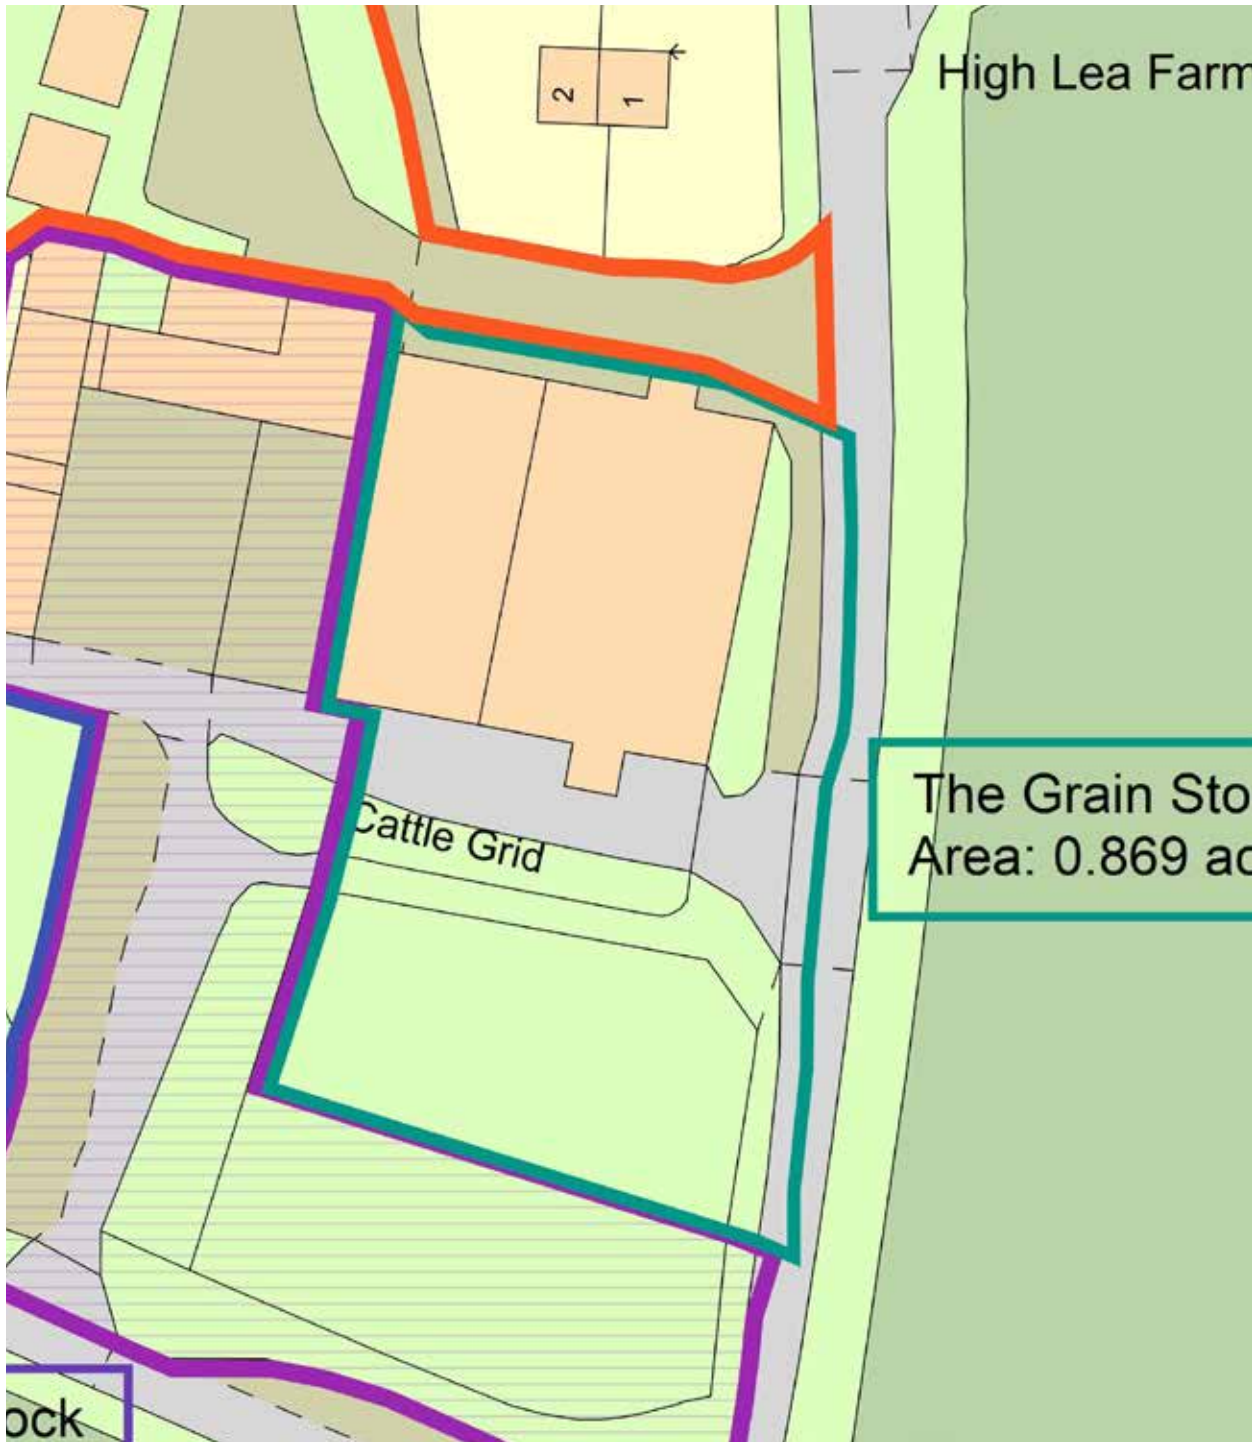 High Lea Farm
2
1
The Grain Sto
Area: 0.869 ac
Cattle Grid
ock